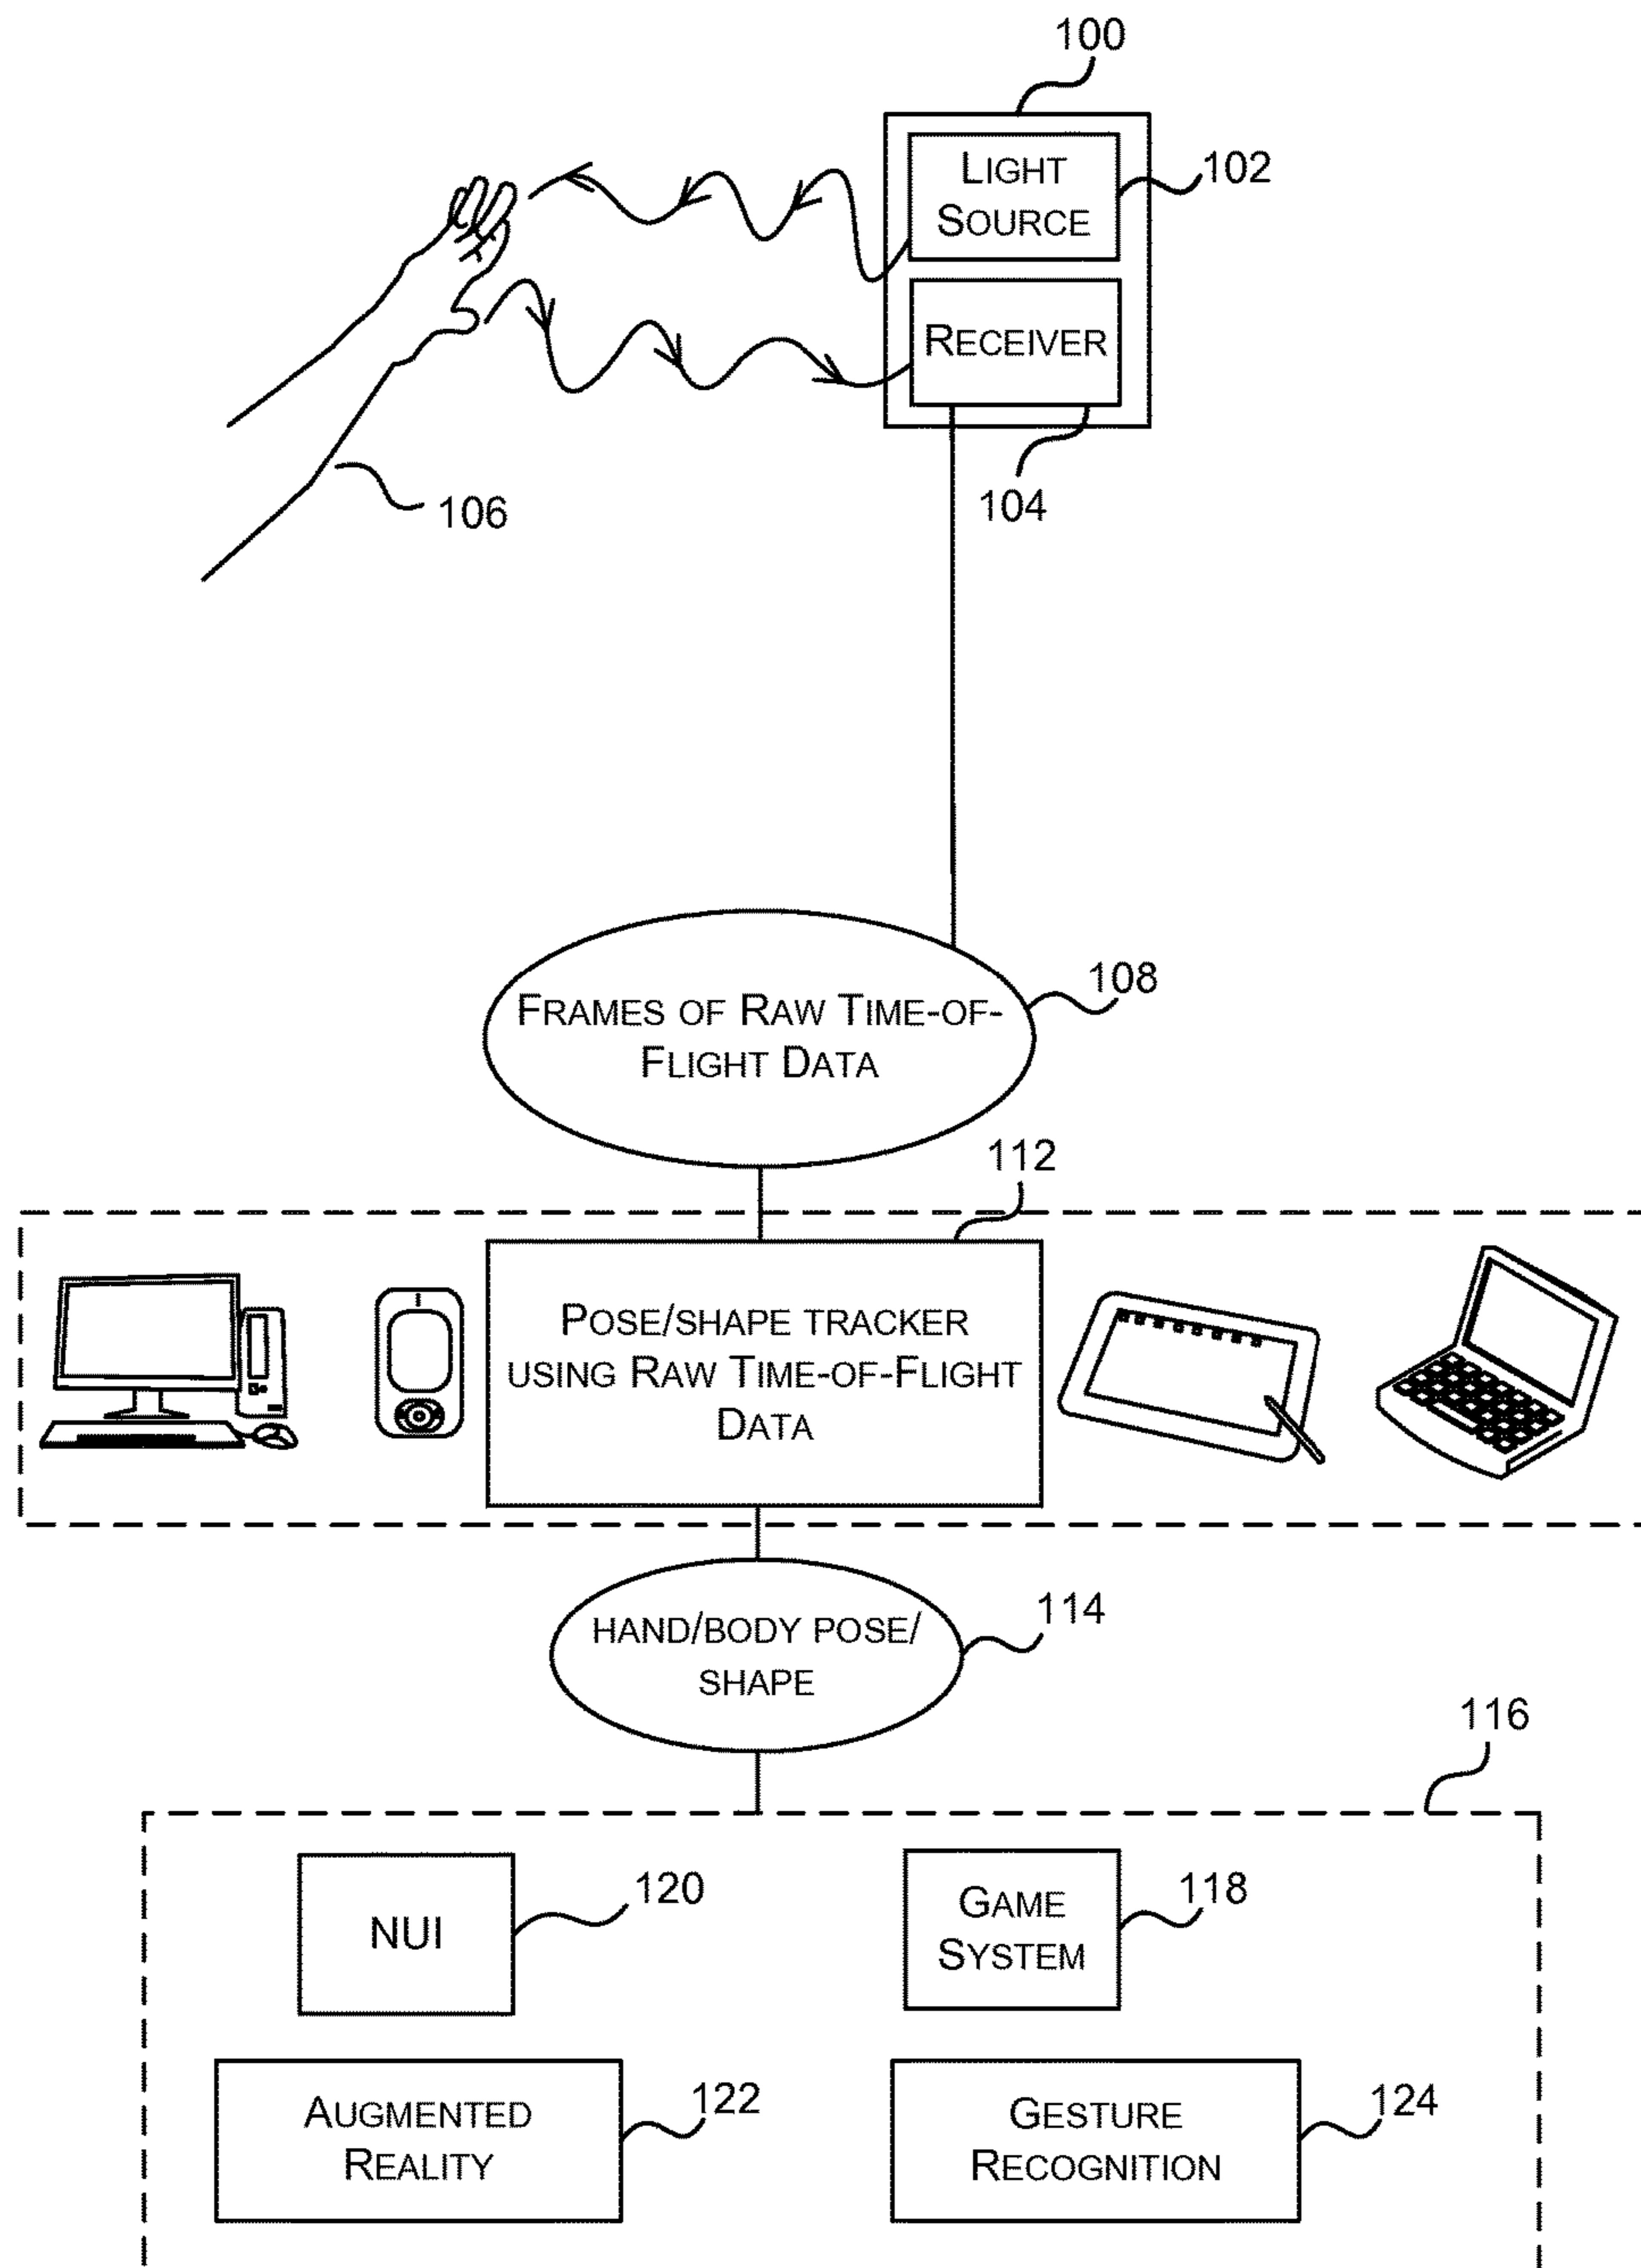 100
LIGHT
SOURCE
102
RECEIVER
104
106
108
FRAMES OF RAW TIME-OF-
FLIGHT DATA
112
POSE/SHAPE TRACKER
USING RAW TIME-OF-FLIGHT
DATA
HAND/BODY POSE/
SHAPE
114
116
NUI
120
GAME
SYSTEM
118
AUGMENTED
REALITY
122
GESTURE
RECOGNITION
124